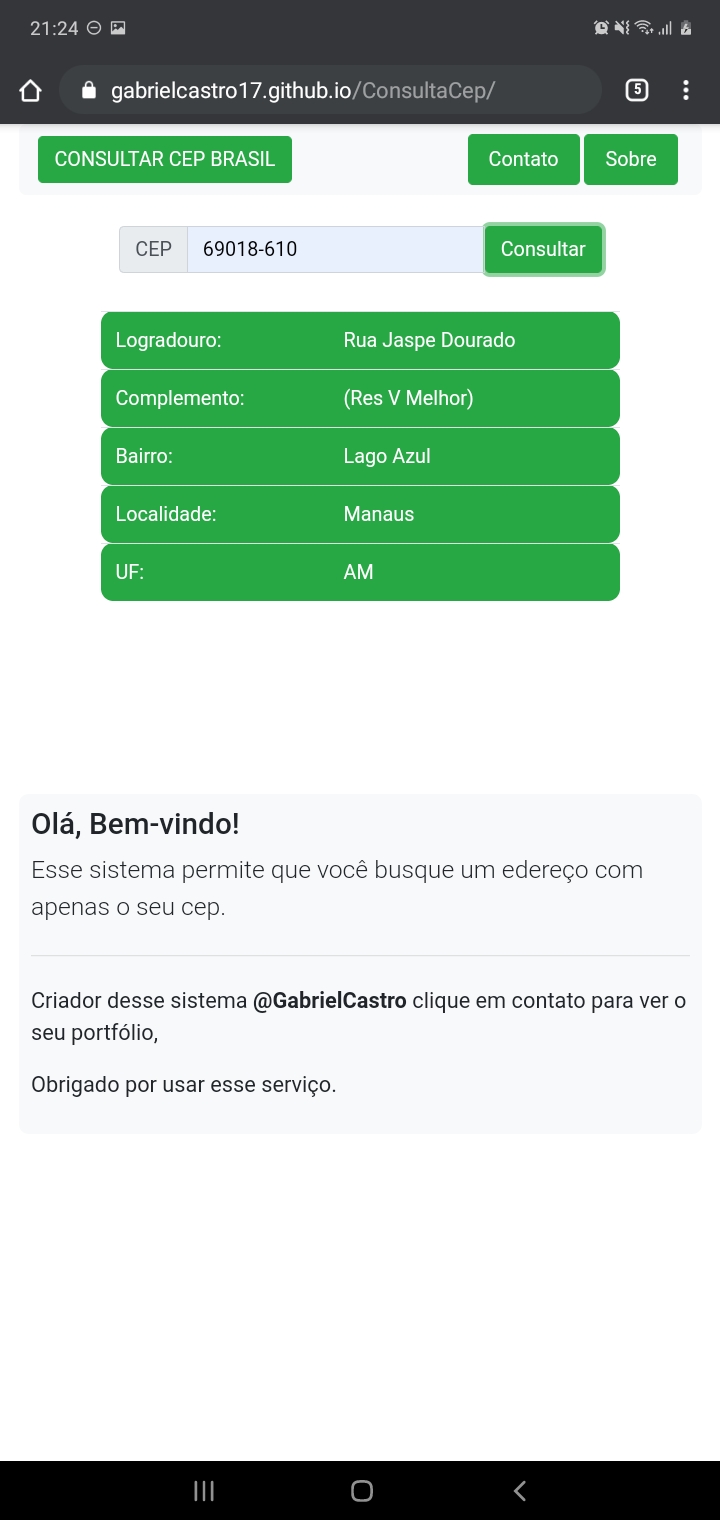 21:24
gabrielcastro17.github.io/ConsultaCep/ 5
CONSULTAR CEP BRASIL Contato Sobre
CEP 69018-610 Consultar
Logradouro: Rua Jaspe Dourado
Complemento: (Res V Melhor)
Bairro: Lago Azul
Localidade: Manaus
UF: AM
Olá, Bem-vindo!
Esse sistema permite que você busque um edereço com
apenas o seu cep.
Criador desse sistema @GabrielCastro clique em contato para ver o
seu portfólio,
Obrigado por usar esse serviço.